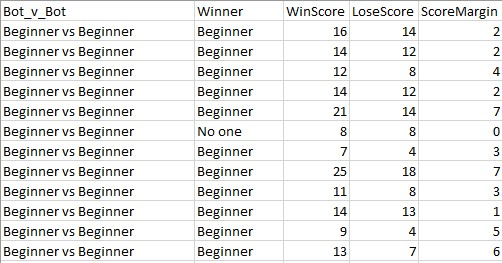 Bot_v_Bot Winner WinScore LoseScore ScoreMargin
Beginner vs Beginner Beginner 16 14 2
Beginner vs Beginner Beginner 14 12 2
Beginner vs Beginner Beginner 12 8 4
Beginner vs Beginner Beginner 14 12 2
Beginner vs Beginner Beginner 21 14 7
Beginner vs Beginner No one 8 8 0
Beginner vs Beginner Beginner 7 4 3
Beginner vs Beginner Beginner 25 18 7
Beginner vs Beginner Beginner 11 8 3
Beginner vs Beginner Beginner 14 13 1
Beginner vs Beginner Beginner 9 4 5
Beginner vs Beginner Beginner 13 7 6